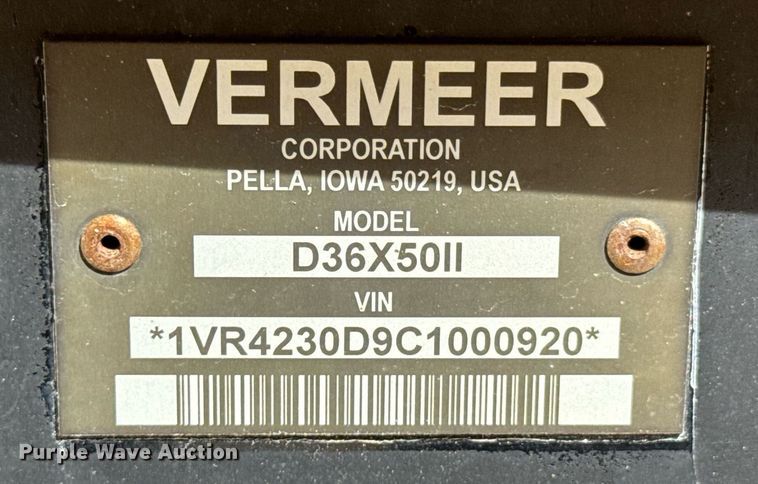 VERMEER
CORPORATION
PELLA, IOWA 50219, USA
MODEL
D36X50II
VIN
*1VR4230D9C1000920*
Purple Wave Auction